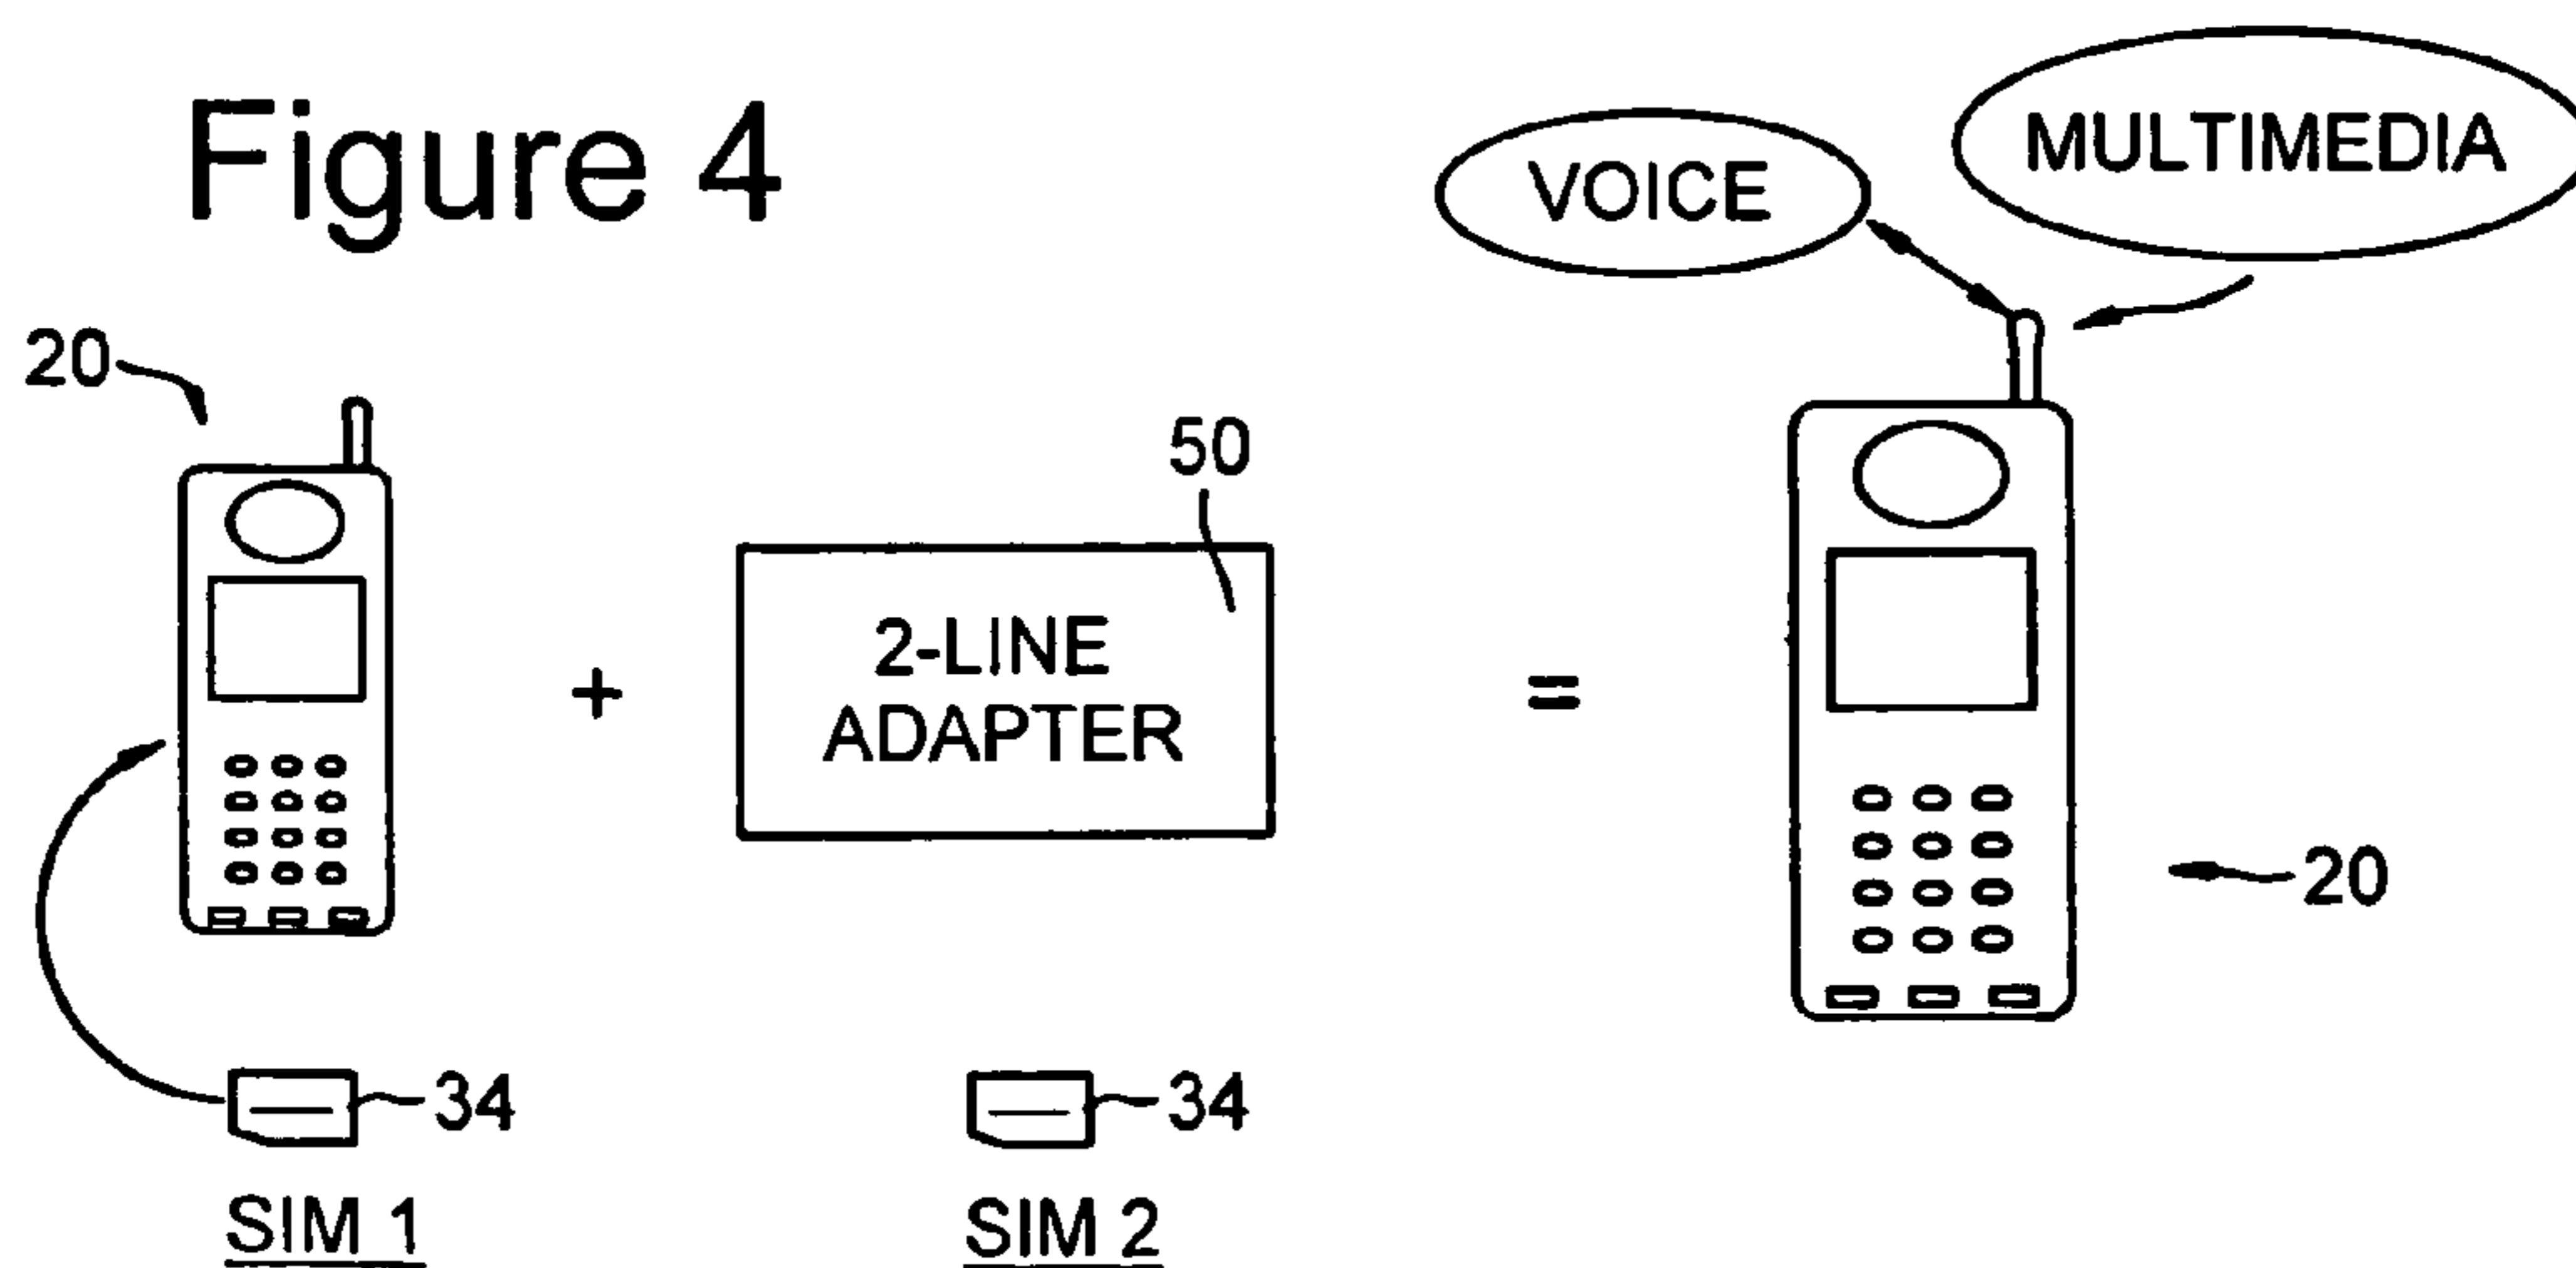 Figure 4
VOICE
MULTIMEDIA
20
50
2-LINE
ADAPTER
+
=
20
34
34
SIM 1
SIM 2